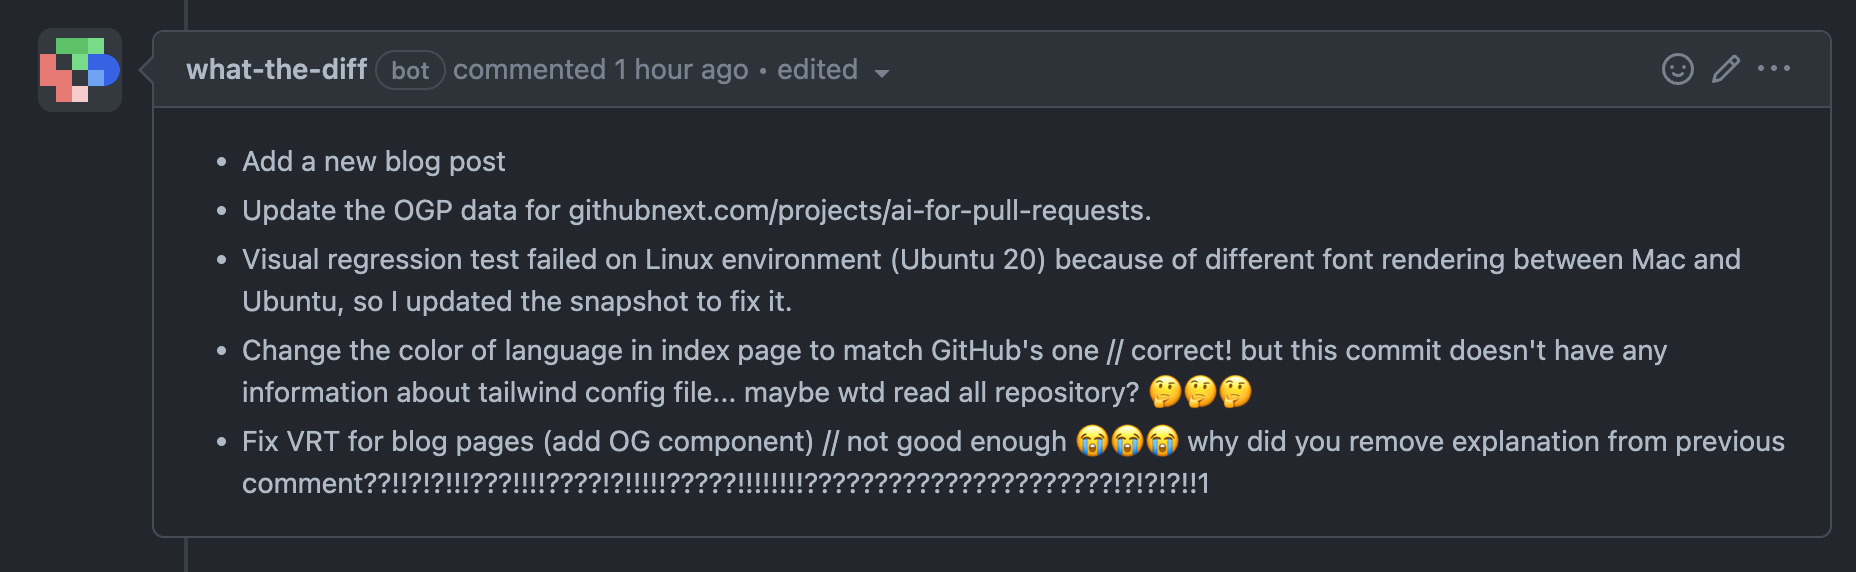 what-the-diff bot commented 1 hour ago • edited
• Add a new blog post
• Update the OGP data for githubnext.com/projects/ai-for-pull-requests.
• Visual regression test failed on Linux environment (Ubuntu 20) because of different font rendering between Mac and
Ubuntu, so I updated the snapshot to fix it.
• Change the color of language in index page to match GitHub's one // correct! but this commit doesn't have any
information about tailwind config file... maybe wtd read all repository? 🤔🤔🤔
• Fix VRT for blog pages (add OG component) // not good enough 😭😭😭 why did you remove explanation from previous
comment??!!?!?!!!???!!!!????!?!!!!!?????!!!!!!!!??????????????????????!?!?!?!!1